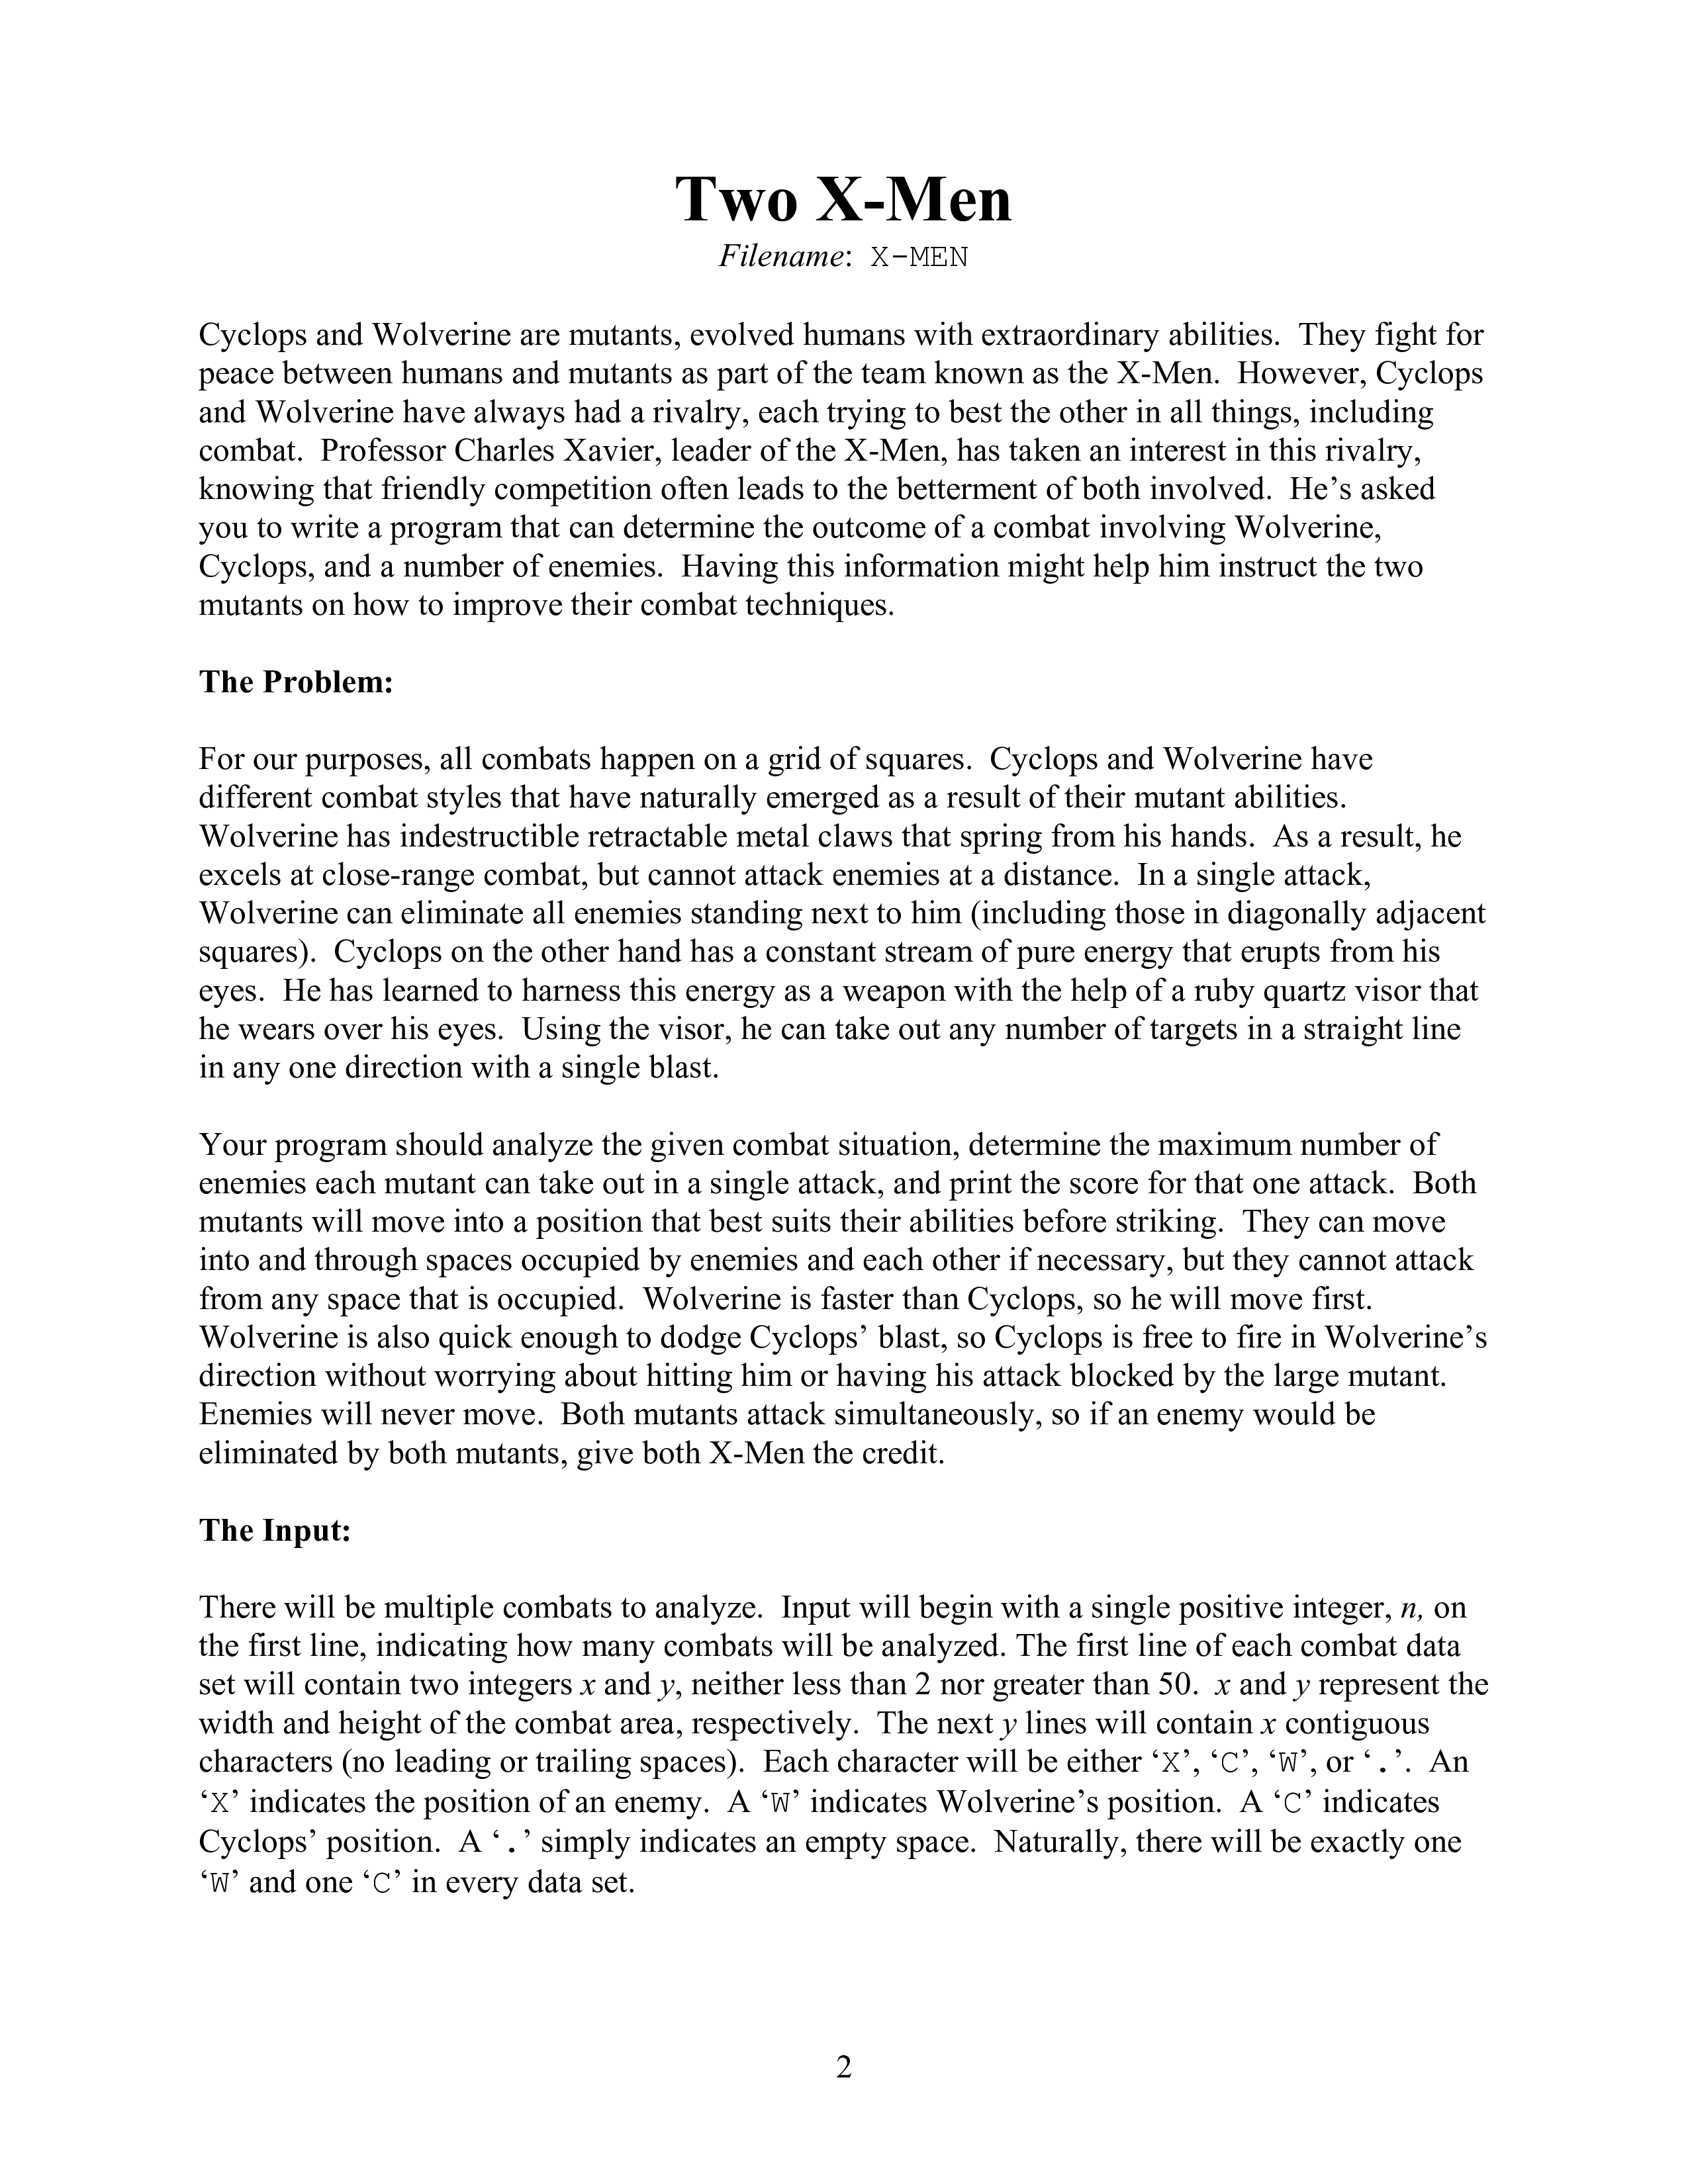 Two X-Men
Filename: X-MEN
Cyclops and Wolverine are mutants, evolved humans with extraordinary abilities. They fight for
peace between humans and mutants as part of the team known as the X-Men. However, Cyclops
and Wolverine have always had a rivalry, each trying to best the other in all things, including
combat. Professor Charles Xavier, leader of the X-Men, has taken an interest in this rivalry,
knowing that friendly competition often leads to the betterment of both involved. He’s asked
you to write a program that can determine the outcome of a combat involving Wolverine,
Cyclops, and a number of enemies. Having this information might help him instruct the two
mutants on how to improve their combat techniques.
The Problem:
For our purposes, all combats happen on a grid of squares. Cyclops and Wolverine have
different combat styles that have naturally emerged as a result of their mutant abilities.
Wolverine has indestructible retractable metal claws that spring from his hands. As a result, he
excels at close-range combat, but cannot attack enemies at a distance. In a single attack,
Wolverine can eliminate all enemies standing next to him (including those in diagonally adjacent
squares). Cyclops on the other hand has a constant stream of pure energy that erupts from his
eyes. He has learned to harness this energy as a weapon with the help of a ruby quartz visor that
he wears over his eyes. Using the visor, he can take out any number of targets in a straight line
in any one direction with a single blast.
Your program should analyze the given combat situation, determine the maximum number of
enemies each mutant can take out in a single attack, and print the score for that one attack. Both
mutants will move into a position that best suits their abilities before striking. They can move
into and through spaces occupied by enemies and each other if necessary, but they cannot attack
from any space that is occupied. Wolverine is faster than Cyclops, so he will move first.
Wolverine is also quick enough to dodge Cyclops’ blast, so Cyclops is free to fire in Wolverine’s
direction without worrying about hitting him or having his attack blocked by the large mutant.
Enemies will never move. Both mutants attack simultaneously, so if an enemy would be
eliminated by both mutants, give both X-Men the credit.
The Input:
There will be multiple combats to analyze. Input will begin with a single positive integer, n, on
the first line, indicating how many combats will be analyzed. The first line of each combat data
set will contain two integers x and y, neither less than 2 nor greater than 50. x and y represent the
width and height of the combat area, respectively. The next y lines will contain x contiguous
characters (no leading or trailing spaces). Each character will be either ‘X’, ‘C’, ‘W’, or ‘.’. An
‘X’ indicates the position of an enemy. A ‘W’ indicates Wolverine’s position. A ‘C’ indicates
Cyclops’ position. A ‘.’ simply indicates an empty space. Naturally, there will be exactly one
‘W’ and one ‘C’ in every data set.
2